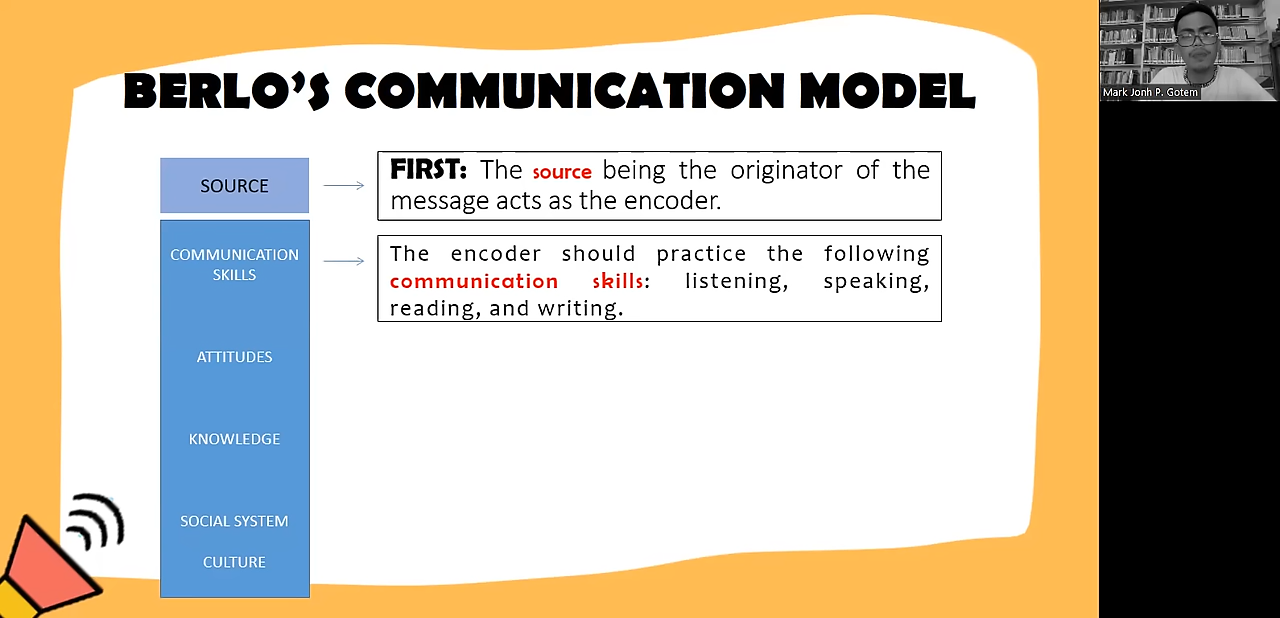 BERLO'S COMMUNICATION MODEL
SOURCE
FIRST: The source being the originator of the
message acts as the encoder.
COMMUNICATION
SKILLS
The encoder should practice the following
communication skills: listening, speaking,
reading, and writing.
ATTITUDES
KNOWLEDGE
SOCIAL SYSTEM
CULTURE
Mark Jonh P. Gotem